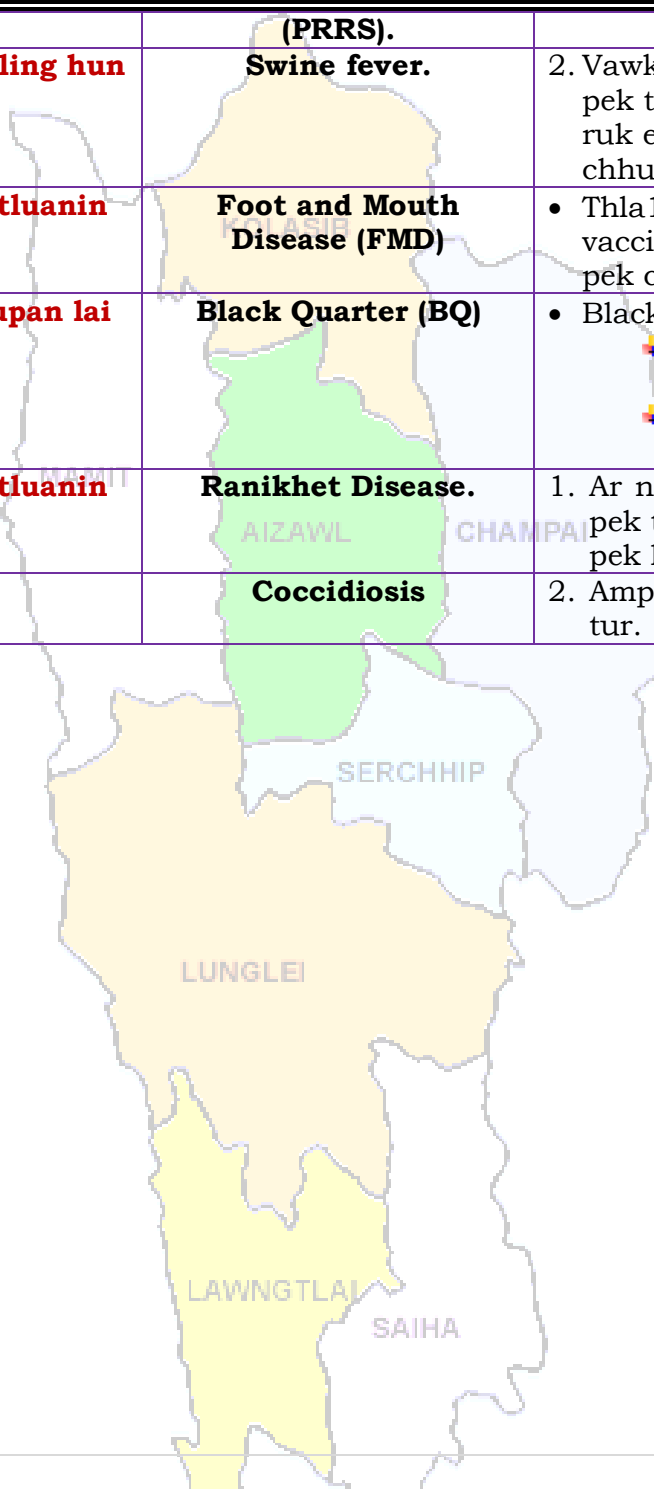 (PRRS).
ling hun
Swine fever.
2. Vawk
pek t
ruk e
chhu
tluanin
Foot and Mouth
Disease (FMD)
• Thla1
vacci
pek c
upan lai
Black Quarter (BQ)
• Black
tluanin
Ranikhet Disease.
1. Ar n
pek t
pek l
Coccidiosis
2. Amp
tur.
KOLASIB
MAMIT
AIZAWL
CHAMPAI
SERCHHIP
LUNGLEI
LAWNGTLAI
SAIHA